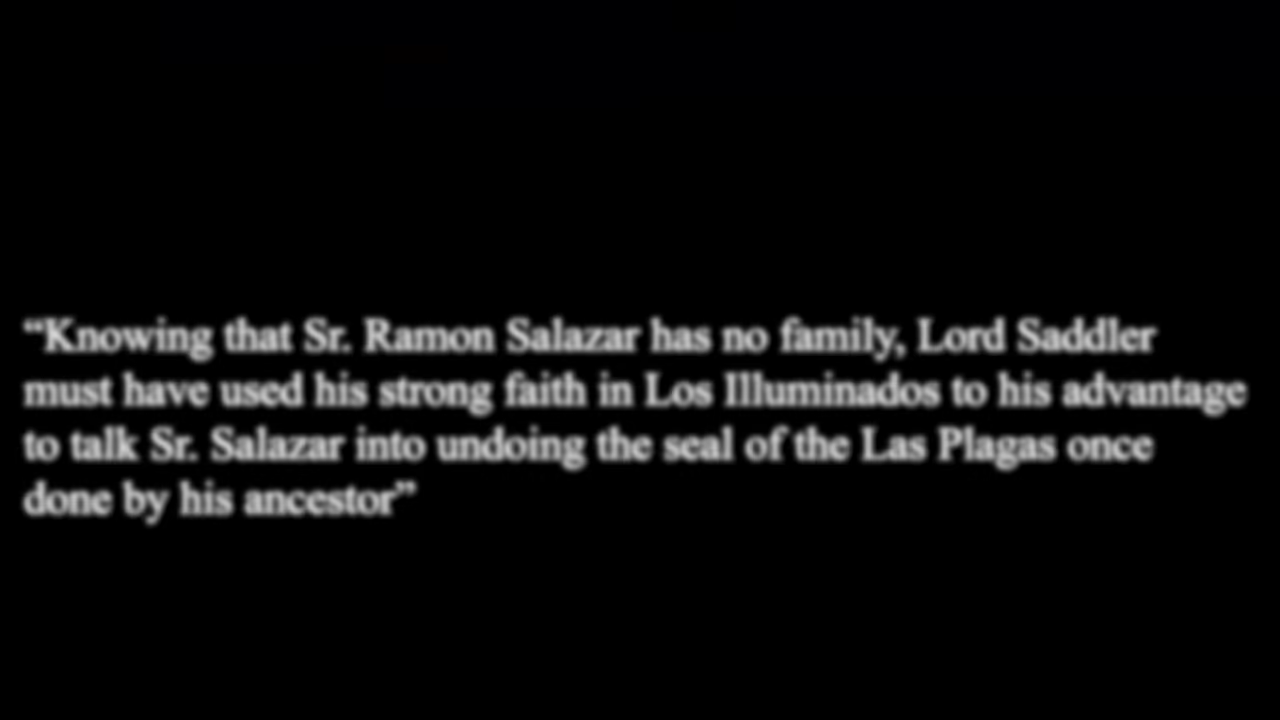 “Knowing that Sr. Ramon Salazar has no family, Lord Saddler
must have used his strong faith in Los Illuminados to his advantage
to talk Sr. Salazar into undoing the seal of the Las Plagas once
done by his ancestor”